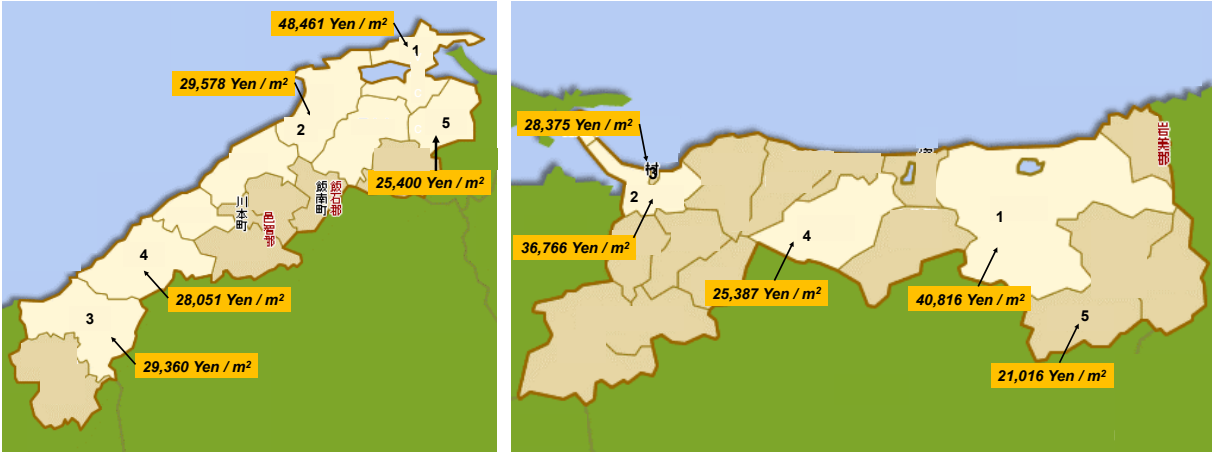 48,461 Yen / m²
1
29,578 Yen / m²
2
5
25,400 Yen / m²
飯石郡
飯南町
川本町
邑智郡
4
28,051 Yen / m²
3
29,360 Yen / m²
28,375 Yen / m²
村
3
2
36,766 Yen / m²
4
25,387 Yen / m²
1
40,816 Yen / m²
5
21,016 Yen / m²